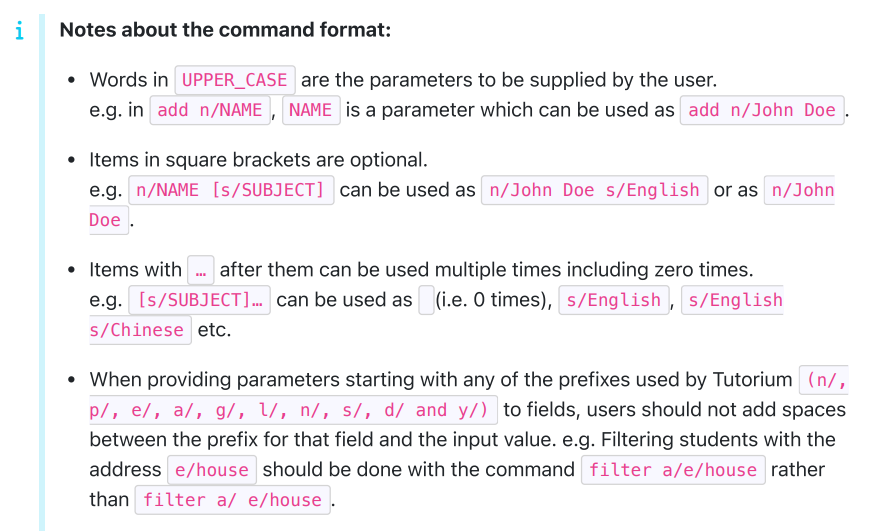 i
Notes about the command format:
• Words in UPPER_CASE are the parameters to be supplied by the user.
e.g. in add n/NAME, NAME is a parameter which can be used as add n/John Doe.
• Items in square brackets are optional.
e.g. n/NAME [s/SUBJECT] can be used as n/John Doe s/English or as n/John
Doe.
• Items with … after them can be used multiple times including zero times.
e.g. [s/SUBJECT]… can be used as   (i.e. 0 times), s/English, s/English
s/Chinese etc.
• When providing parameters starting with any of the prefixes used by Tutorium (n/,
p/, e/, a/, g/, l/, n/, s/, d/ and y/) to fields, users should not add spaces
between the prefix for that field and the input value. e.g. Filtering students with the
address e/house should be done with the command filter a/e/house rather
than filter a/ e/house.